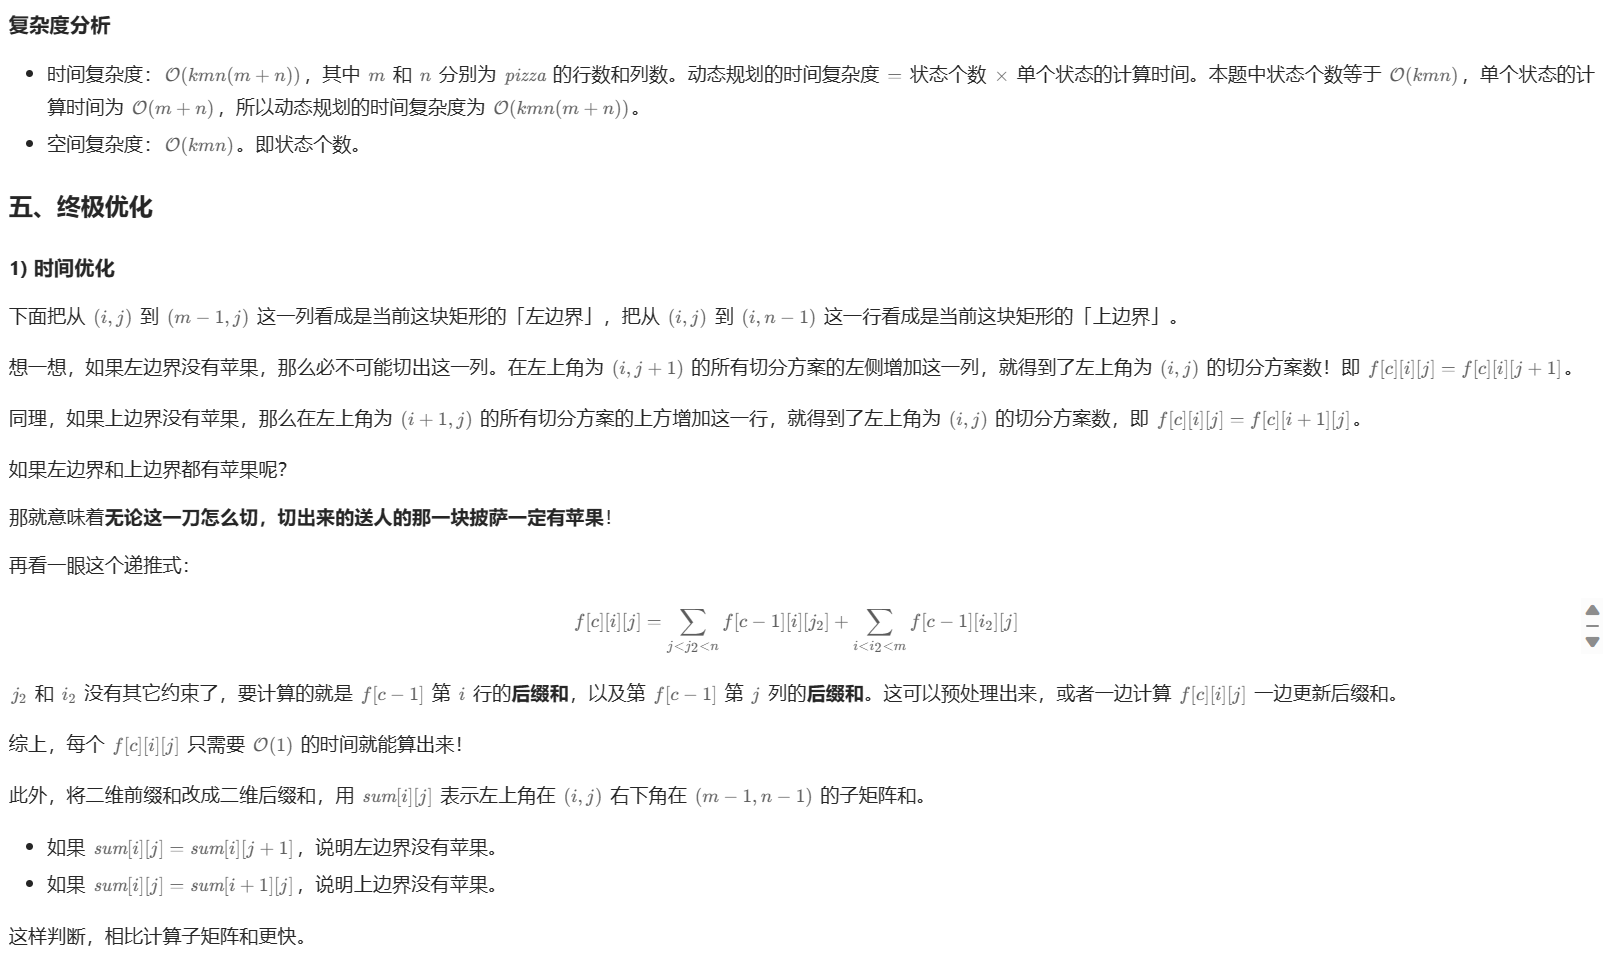 复杂度分析
• 时间复杂度：O(kmn(m + n))，其中 m 和 n 分别为 pizza 的行数和列数。动态规划的时间复杂度 = 状态个数 × 单个状态的计算时间。本题中状态个数等于 O(kmn)，单个状态的计
算时间为 O(m + n)，所以动态规划的时间复杂度为 O(kmn(m + n))。
• 空间复杂度：O(kmn)。即状态个数。
五、终极优化
1) 时间优化
下面把从 (i, j) 到 (m − 1, j) 这一列看成是当前这块矩形的「左边界」，把从 (i, j) 到 (i, n − 1) 这一行看成是当前这块矩形的「上边界」。
想一想，如果左边界没有苹果，那么必不可能切出这一列。在左上角为 (i, j + 1) 的所有切分方案的左侧增加这一列，就得到了左上角为 (i, j) 的切分方案数！即 f[c][i][j] = f[c][i][j + 1]。
同理，如果上边界没有苹果，那么在左上角为 (i + 1, j) 的所有切分方案的上方增加这一行，就得到了左上角为 (i, j) 的切分方案数，即 f[c][i][j] = f[c][i + 1][j]。
如果左边界和上边界都有苹果呢？
那就意味着无论这一刀怎么切，切出来的送人的那一块披萨一定有苹果！
再看一眼这个递推式：
f[c][i][j] = ∑_{j<j₂<n} f[c − 1][i][j₂] + ∑_{i<i₂<m} f[c − 1][i₂][j]
j₂ 和 i₂ 没有其它约束了，要计算的就是 f[c − 1] 第 i 行的后缀和，以及第 f[c − 1] 第 j 列的后缀和。这可以预处理出来，或者一边计算 f[c][i][j] 一边更新后缀和。
综上，每个 f[c][i][j] 只需要 O(1) 的时间就能算出来！
此外，将二维前缀和改成二维后缀和，用 sum[i][j] 表示左上角在 (i, j) 右下角在 (m − 1, n − 1) 的子矩阵和。
• 如果 sum[i][j] = sum[i][j + 1]，说明左边界没有苹果。
• 如果 sum[i][j] = sum[i + 1][j]，说明上边界没有苹果。
这样判断，相比计算子矩阵和更快。